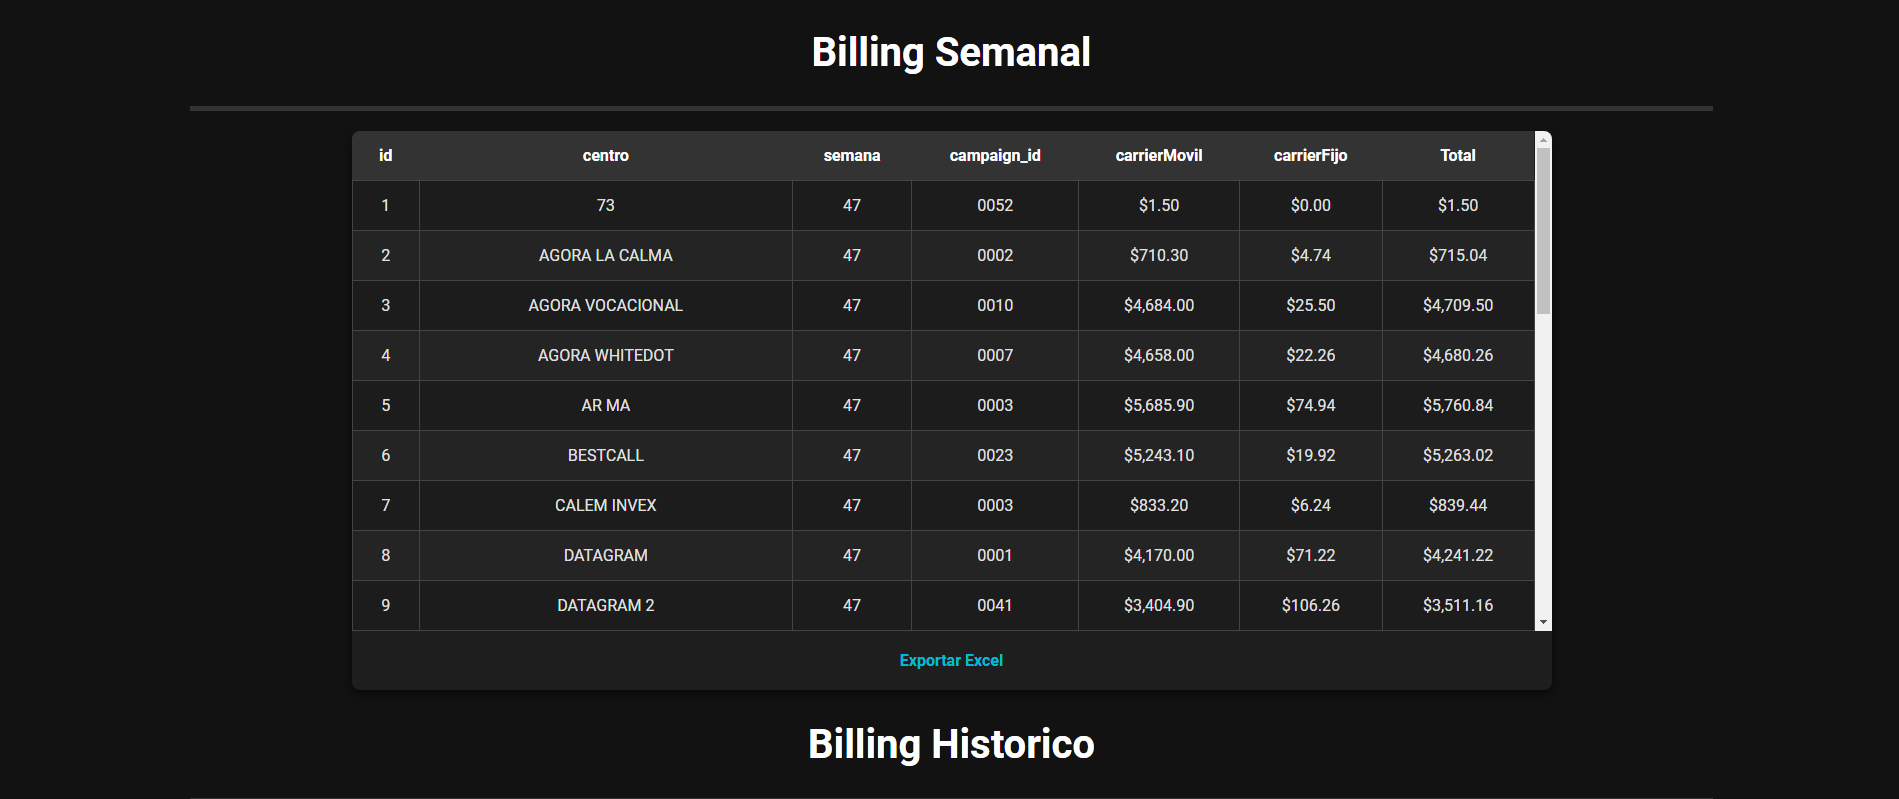 Billing Semanal
id centro semana campaign_id carrierMovil carrierFijo Total
1 73 47 0052 $1.50 $0.00 $1.50
2 AGORA LA CALMA 47 0002 $710.30 $4.74 $715.04
3 AGORA VOCACIONAL 47 0010 $4,684.00 $25.50 $4,709.50
4 AGORA WHITEDOT 47 0007 $4,658.00 $22.26 $4,680.26
5 AR MA 47 0003 $5,685.90 $74.94 $5,760.84
6 BESTCALL 47 0023 $5,243.10 $19.92 $5,263.02
7 CALEM INVEX 47 0003 $833.20 $6.24 $839.44
8 DATAGRAM 47 0001 $4,170.00 $71.22 $4,241.22
9 DATAGRAM 2 47 0041 $3,404.90 $106.26 $3,511.16
Exportar Excel
Billing Historico